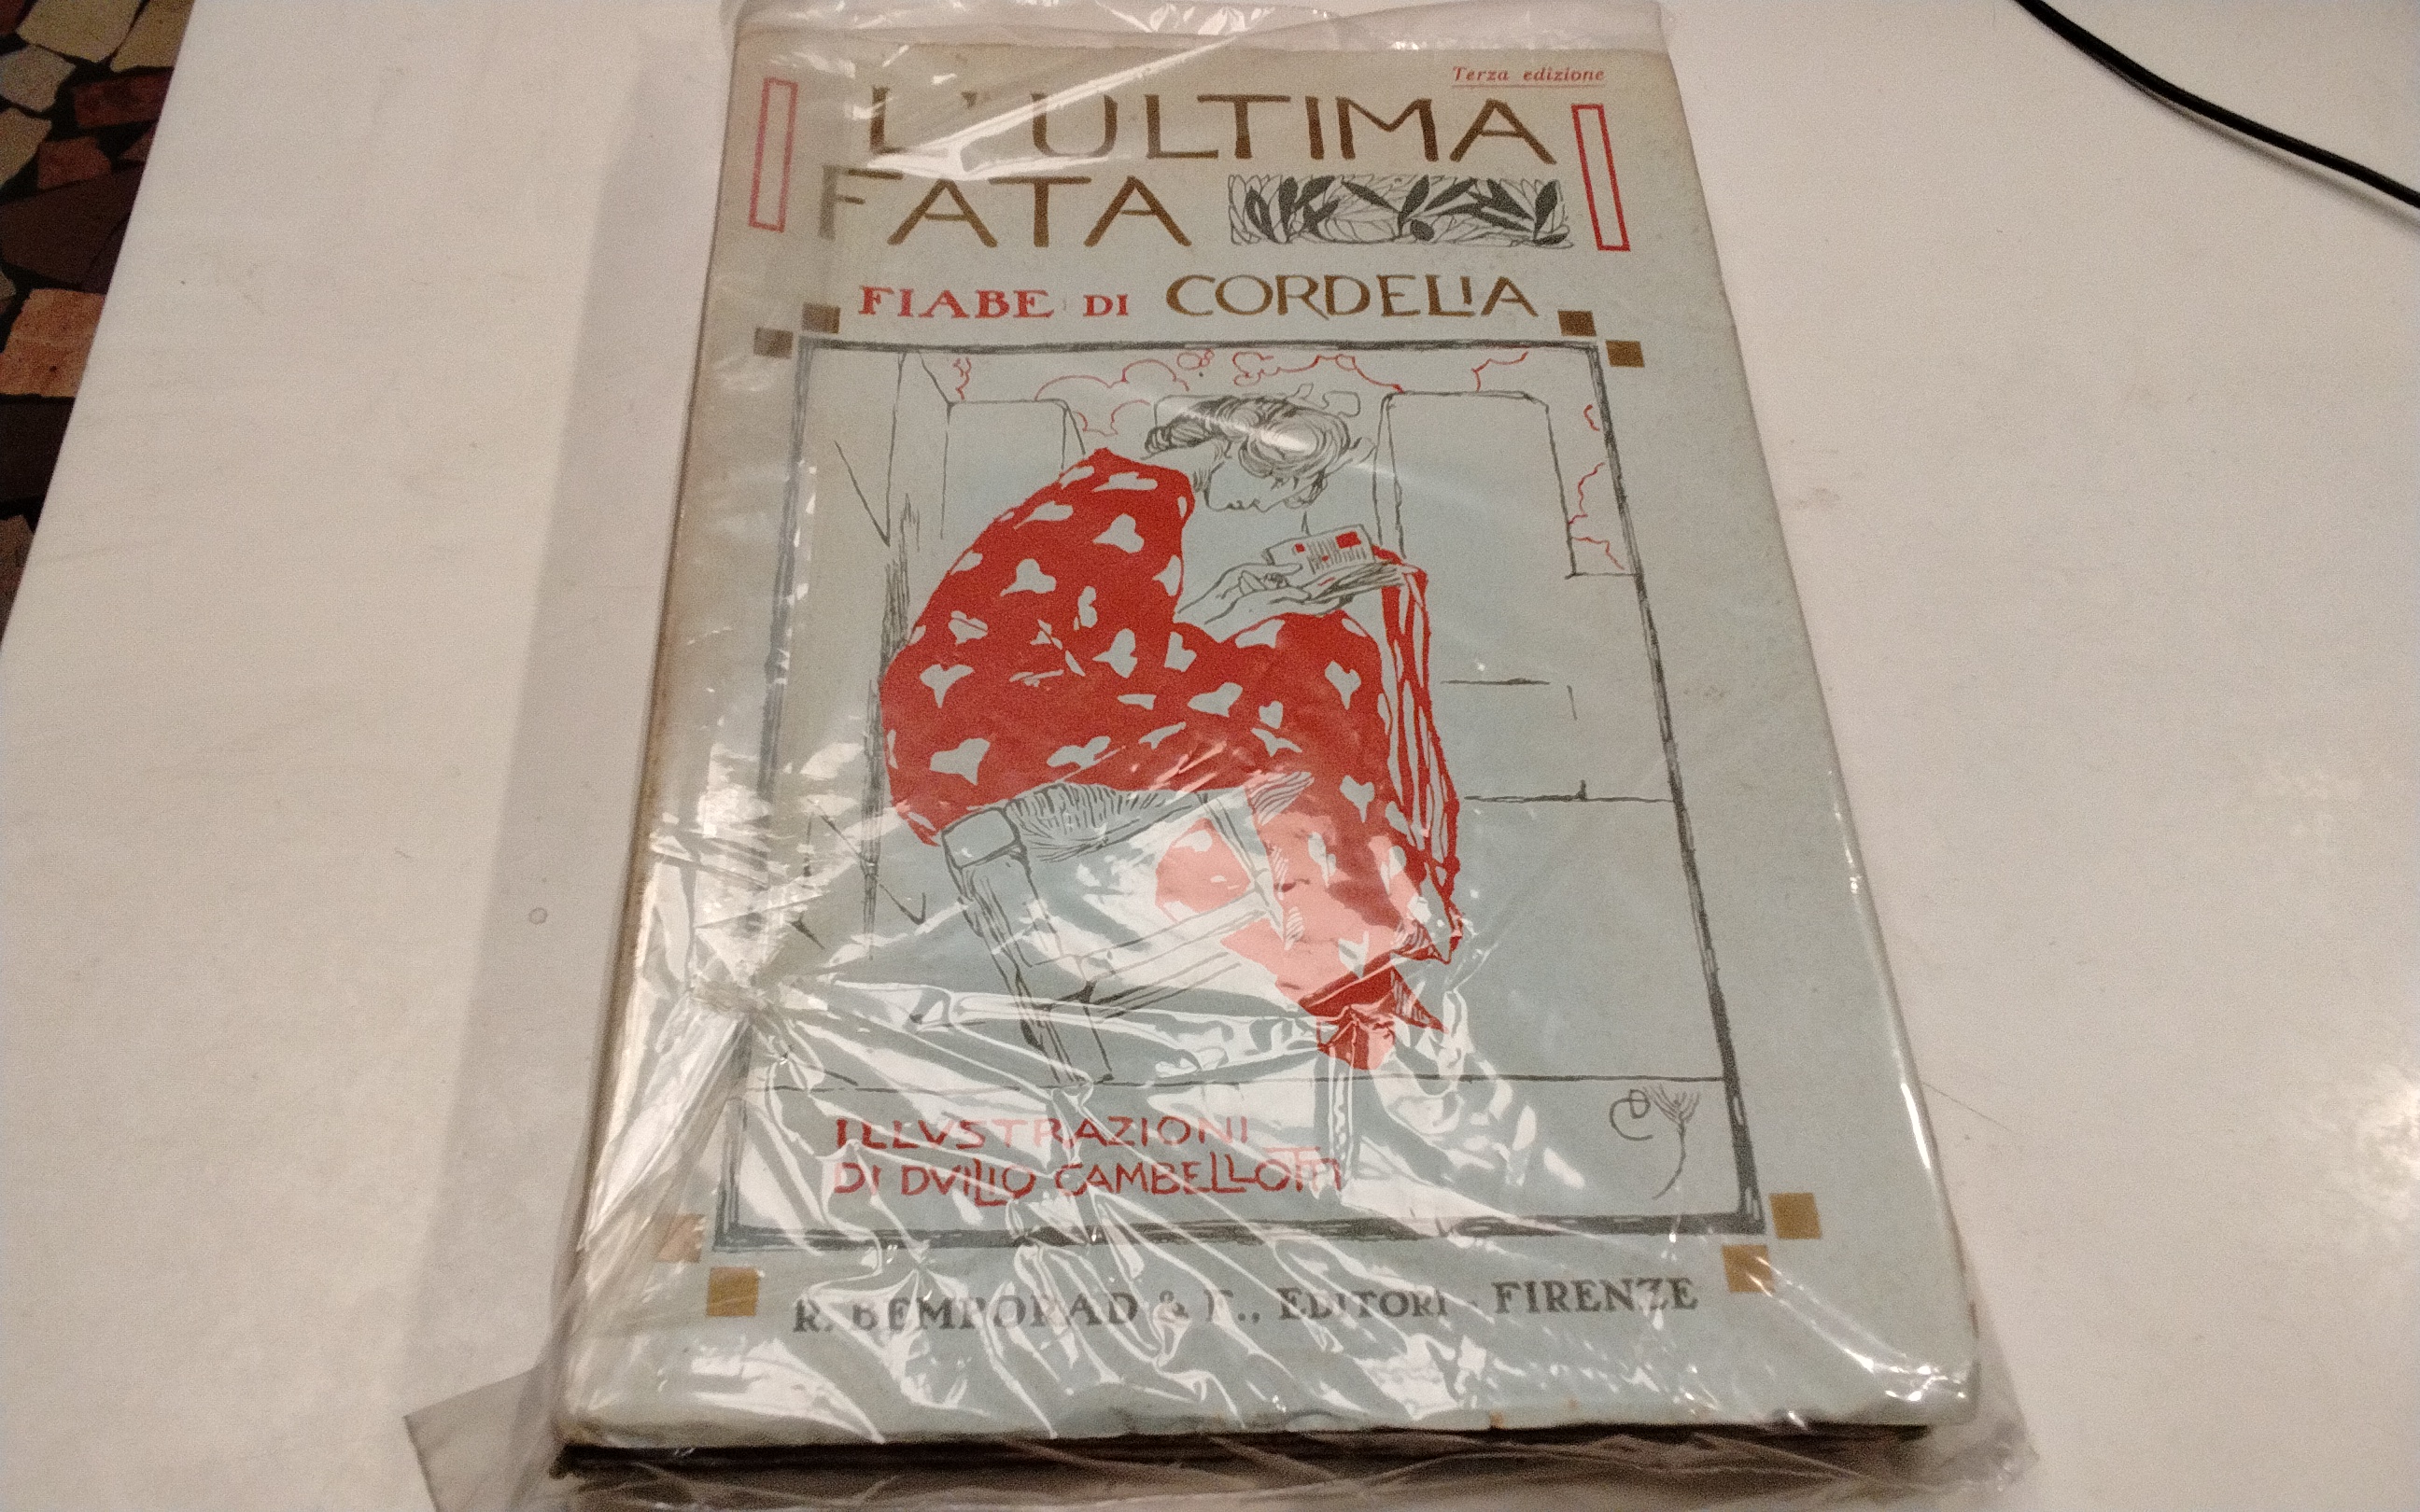 Terza edizione
L'ULTIMA
FATA
FIABE DI CORDELIA
ILLVSTRAZIONI
DI DVILIO CAMBELLOTTI
R. BEMPORAD & F., EDITORI - FIRENZE